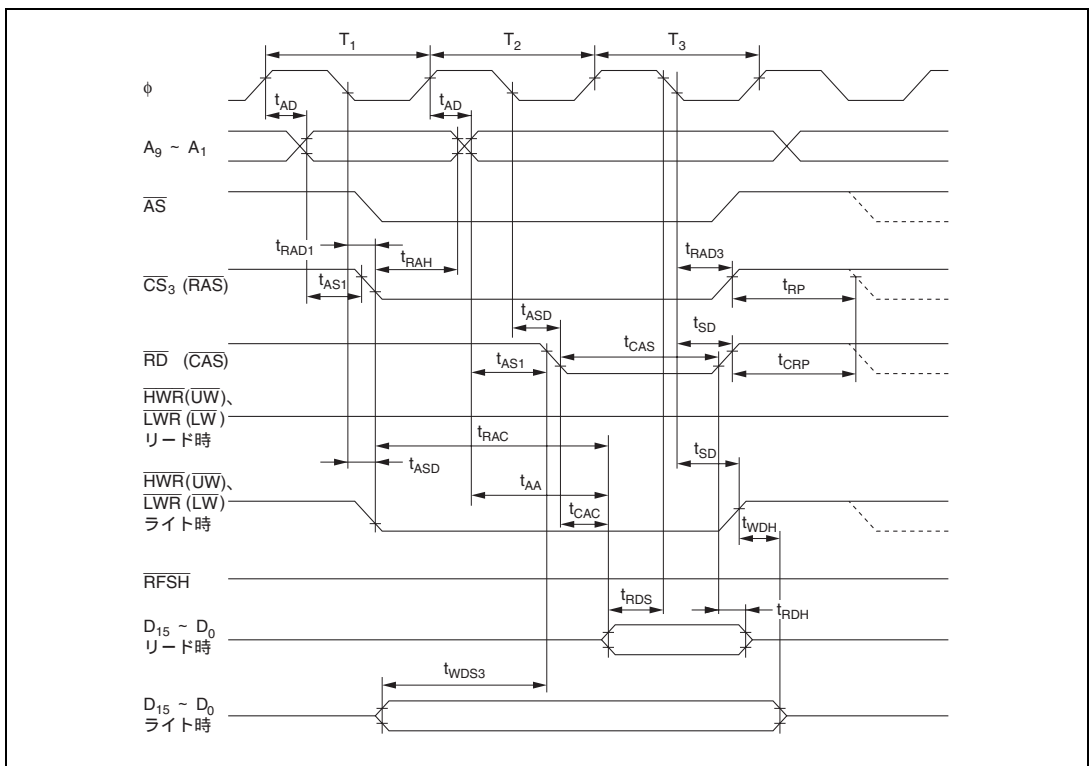 T1 T2 T3
φ
tAD tAD
A9 ~ A1
AS
tRAD1 tRAH tRAD3
CS3 (RAS)
tAS1 tRP
tASD tSD
RD (CAS)
tCAS
tAS1 tCRP
HWR(UW)、
LWR (LW)
リード時
tRAC
tASD tSD
HWR(UW)、
LWR (LW)
ライト時
tAA
tCAC
tWDH
RFSH
tRDS tRDH
D15 ~ D0
リード時
tWDS3
D15 ~ D0
ライト時